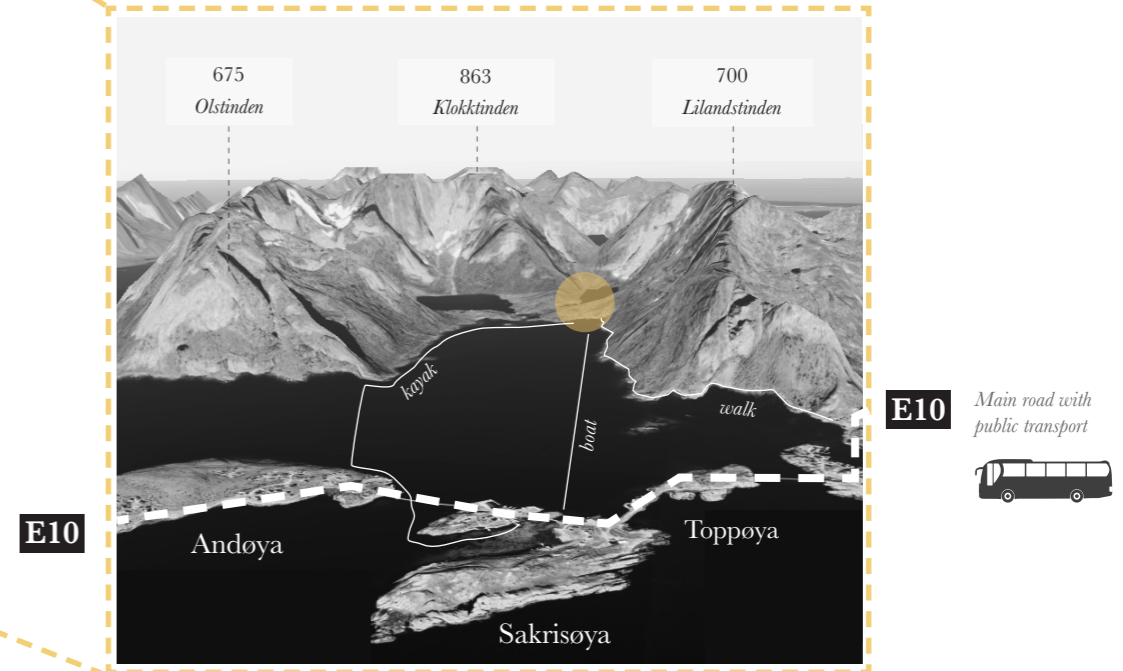 675
Olstinden
863
Klokktinden
700
Lilandstinden
kayak
boat
walk
E10
Main road with
public transport
E10
Andøya
Toppøya
Sakrisøya